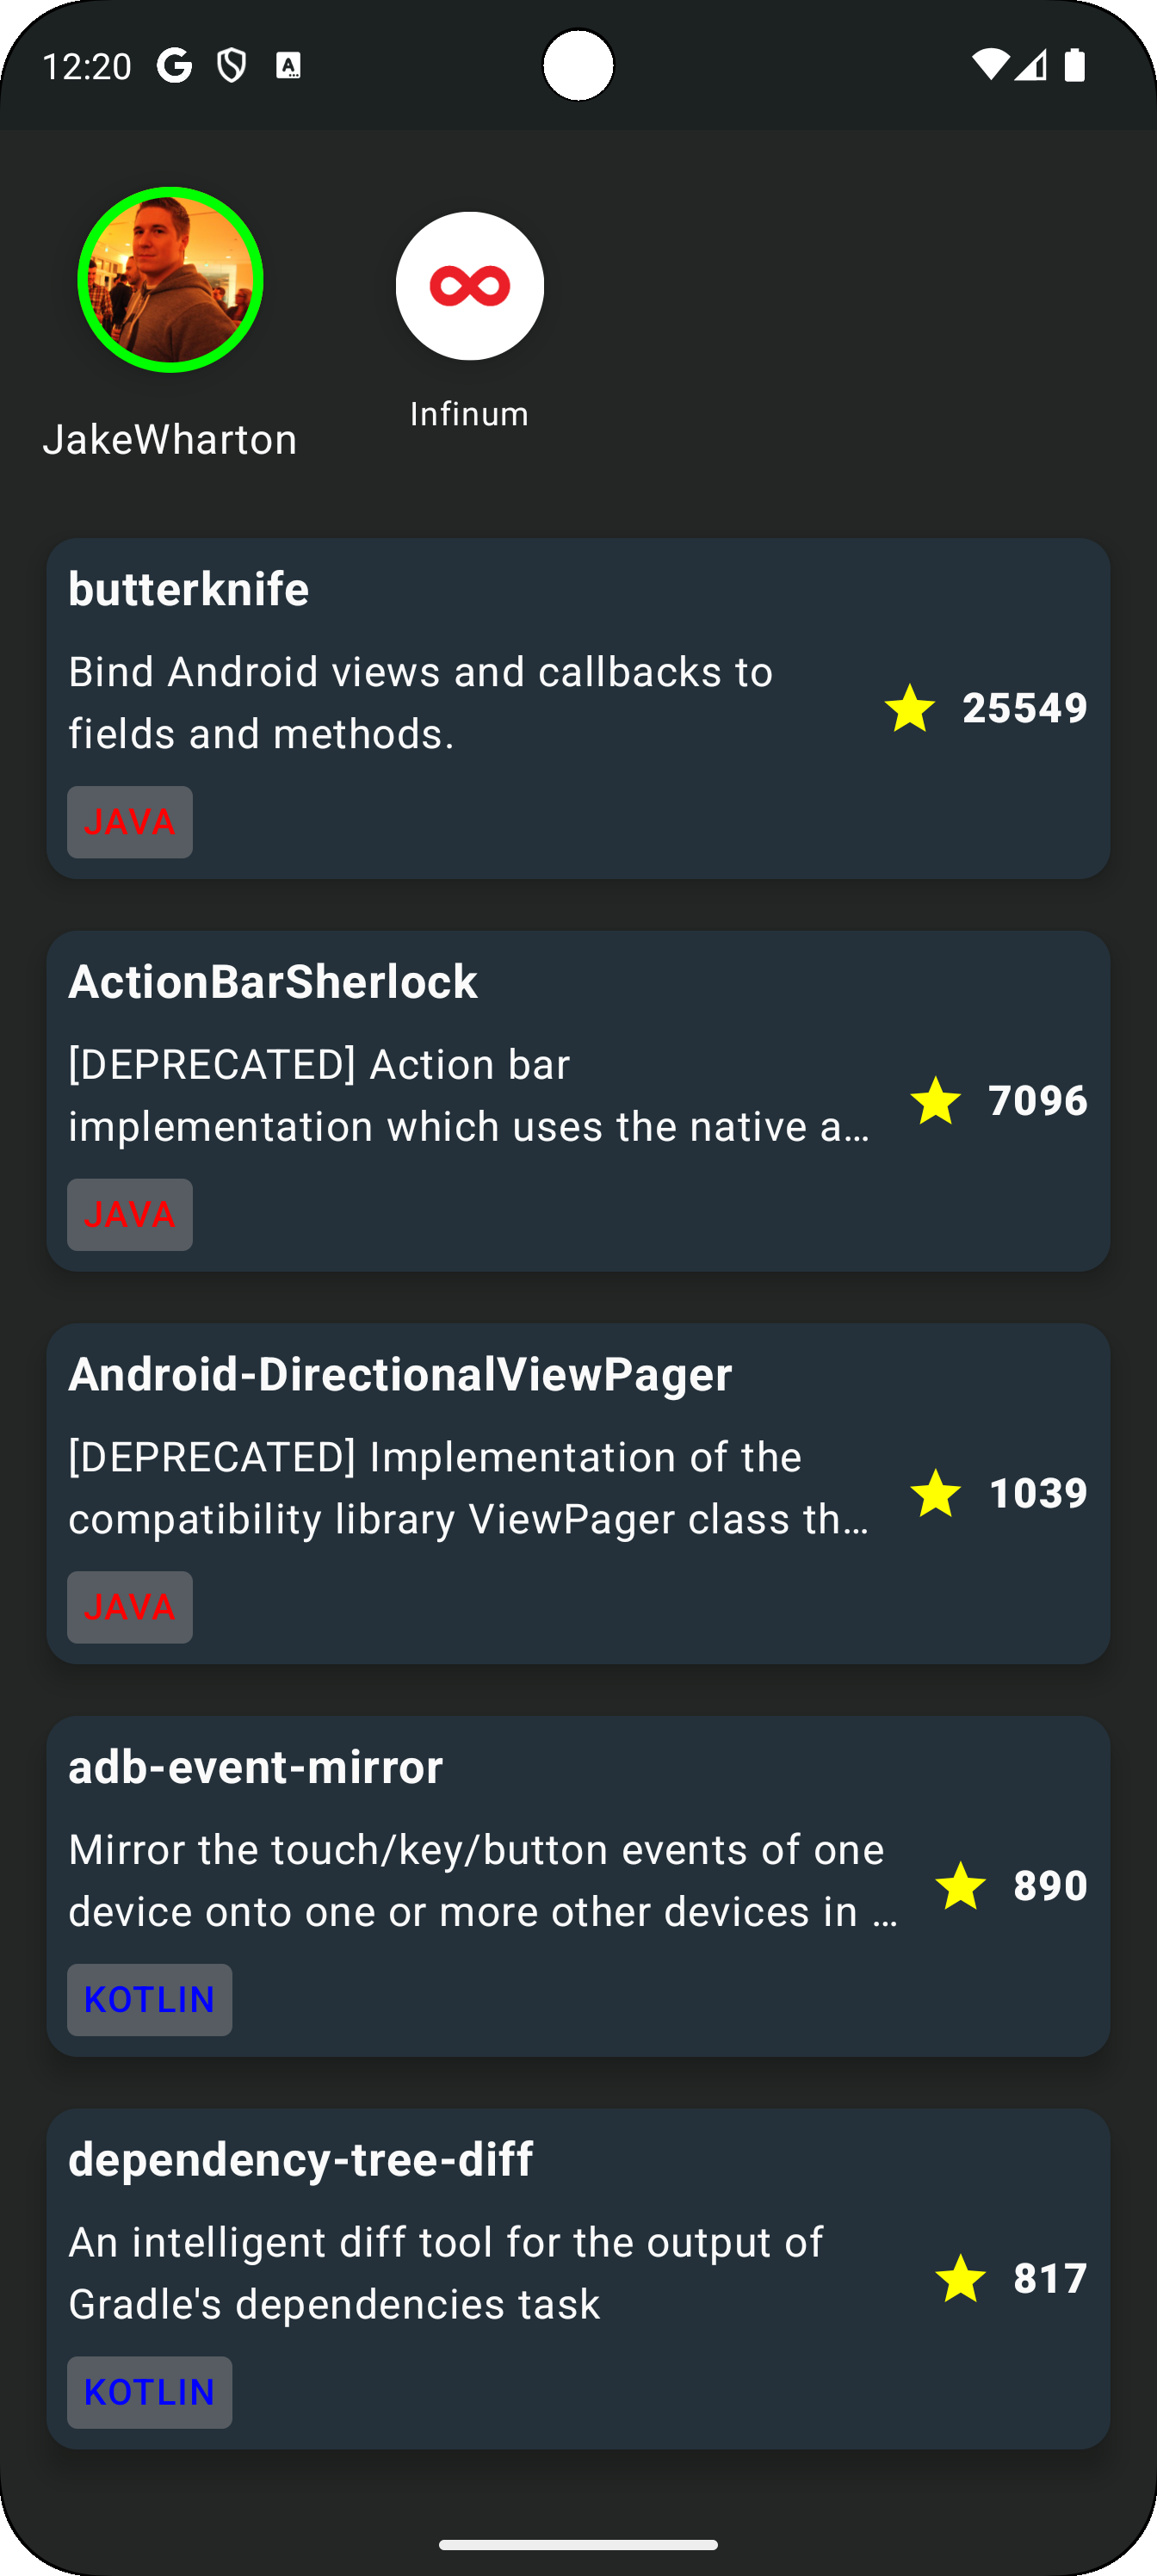 12:20
JakeWharton
Infinum
butterknife
Bind Android views and callbacks to
fields and methods.
25549
JAVA
ActionBarSherlock
[DEPRECATED] Action bar
implementation which uses the native a…
7096
JAVA
Android-DirectionalViewPager
[DEPRECATED] Implementation of the
compatibility library ViewPager class th…
1039
JAVA
adb-event-mirror
Mirror the touch/key/button events of one
device onto one or more other devices in …
890
KOTLIN
dependency-tree-diff
An intelligent diff tool for the output of
Gradle's dependencies task
817
KOTLIN